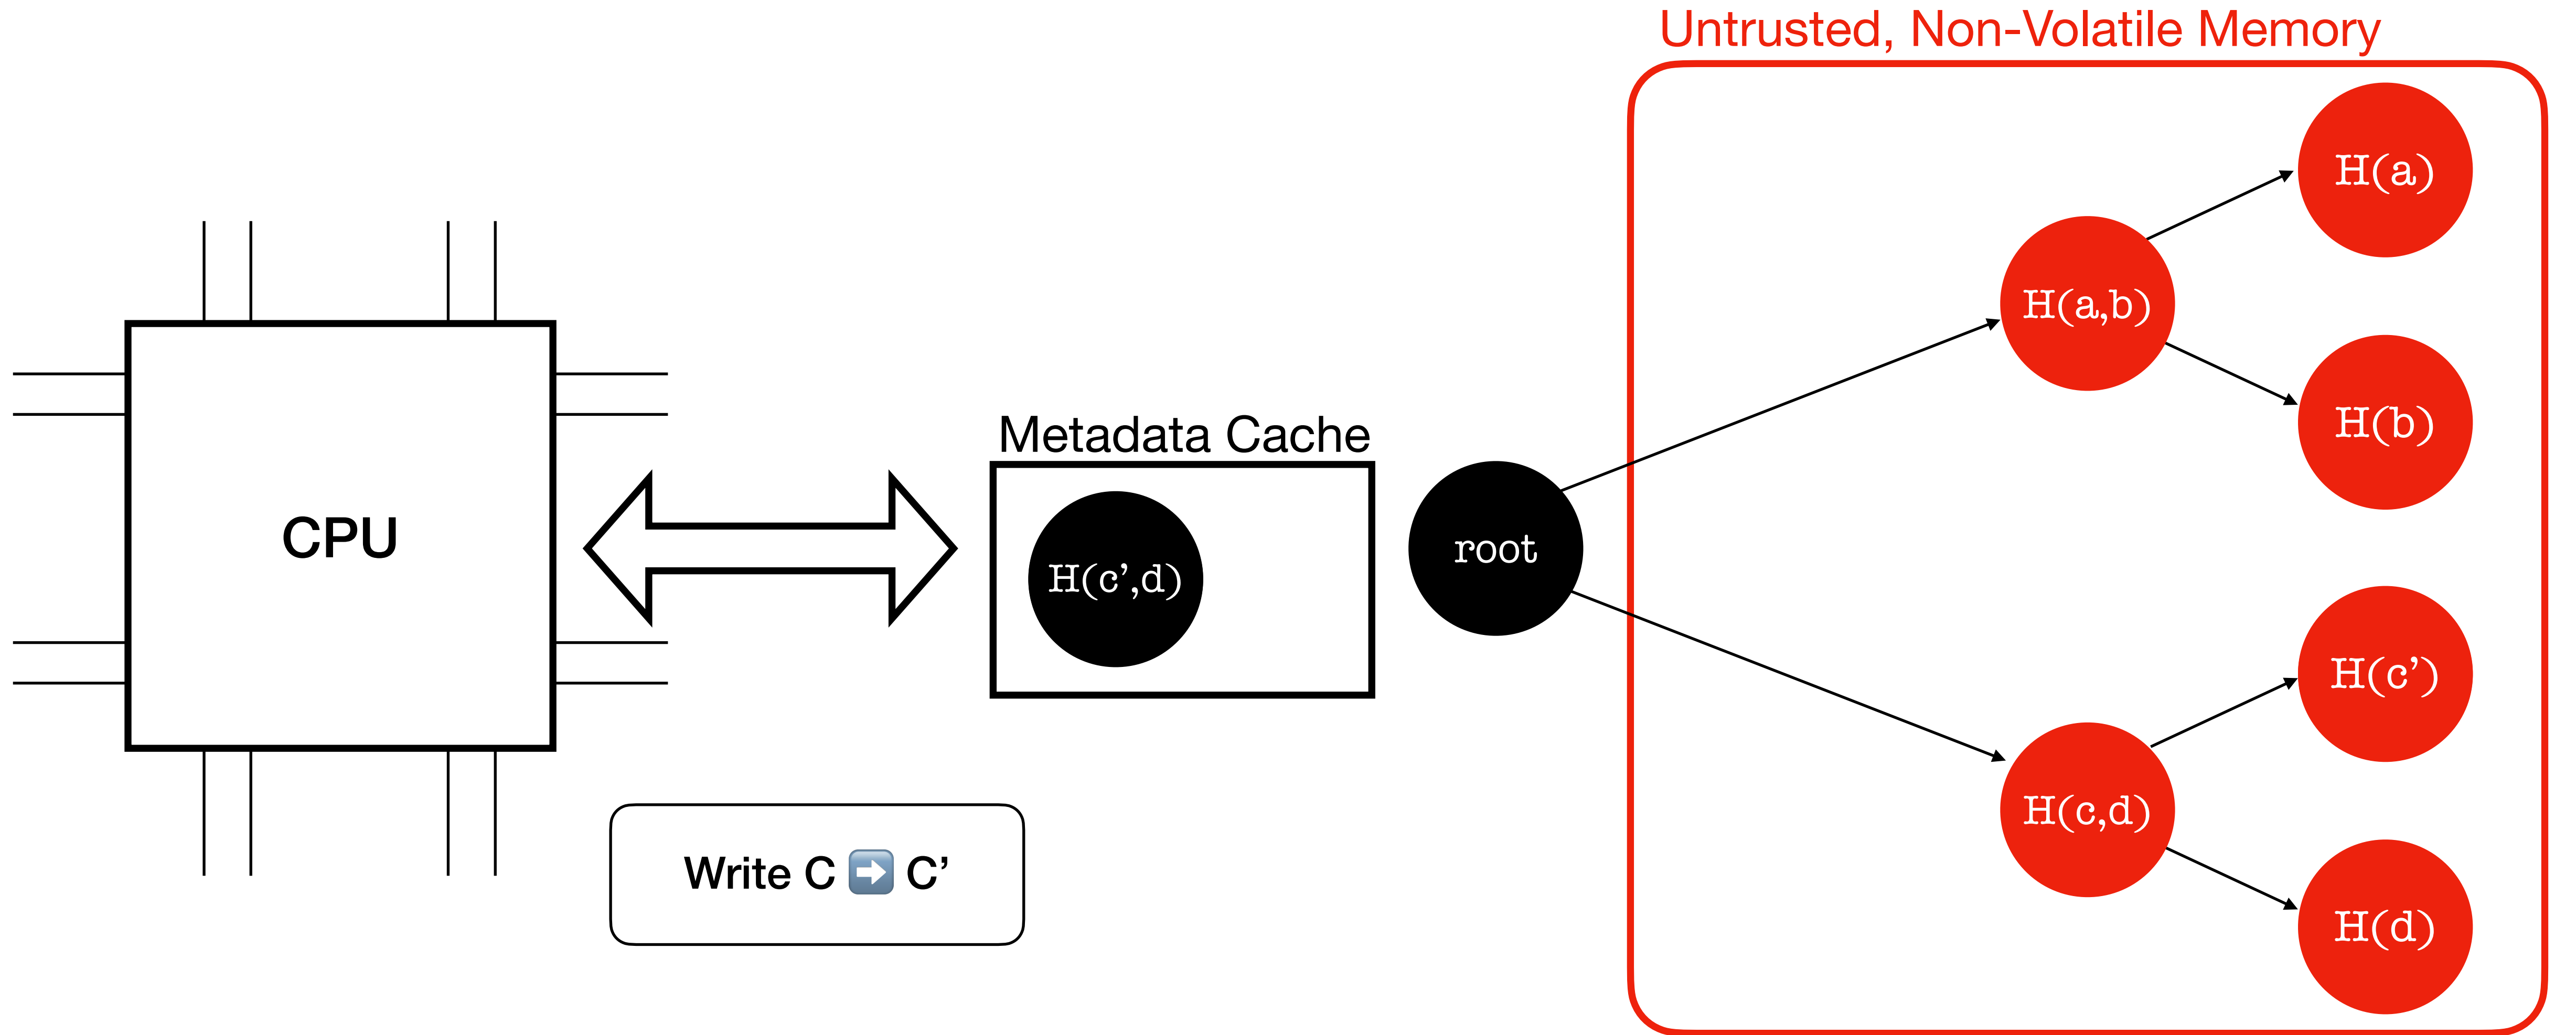 Untrusted, Non-Volatile Memory
H(a)
H(a,b)
H(b)
Metadata Cache
CPU
H(c’,d)
root
H(c’)
H(c,d)
Write C ➡️ C’
H(d)